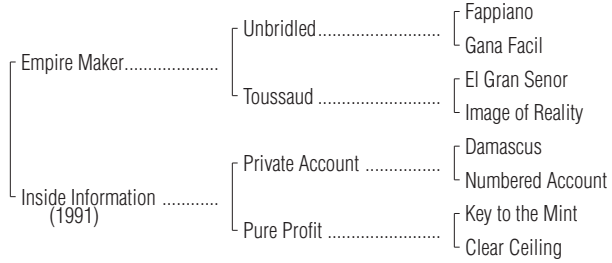 Fappiano
Unbridled..........................
Gana Facil
Empire Maker....................
El Gran Senor
Toussaud ..........................
Image of Reality
Damascus
Private Account ................
Numbered Account
Inside Information ............
(1991)
Key to the Mint
Pure Profit ........................
Clear Ceiling